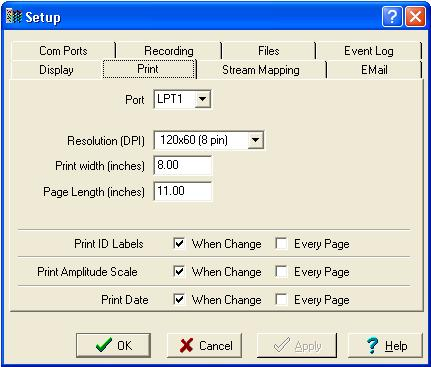 Setup
Com Ports Recording Files Event Log
Display Print Stream Mapping EMail
Port LPT1
Resolution (DPI) 120x60 (8 pin)
Print width (inches) 8.00
Page Length (inches) 11.00
Print ID Labels When Change Every Page
Print Amplitude Scale When Change Every Page
Print Date When Change Every Page
OK Cancel Apply Help